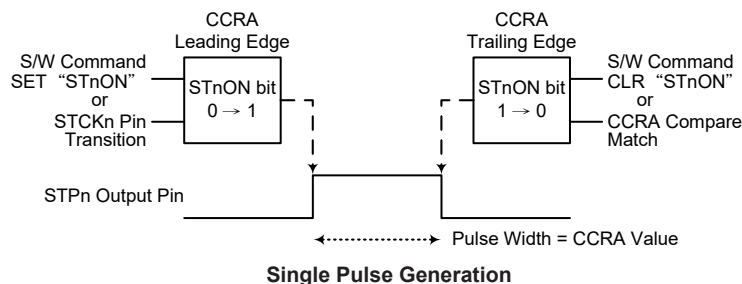 CCRA
Leading Edge
S/W Command
SET “STnON”
or
STCKn Pin
Transition
STnON bit
0 → 1
CCRA
Trailing Edge
STnON bit
1 → 0
S/W Command
CLR “STnON”
or
CCRA Compare
Match
STPn Output Pin
Pulse Width = CCRA Value
Single Pulse Generation